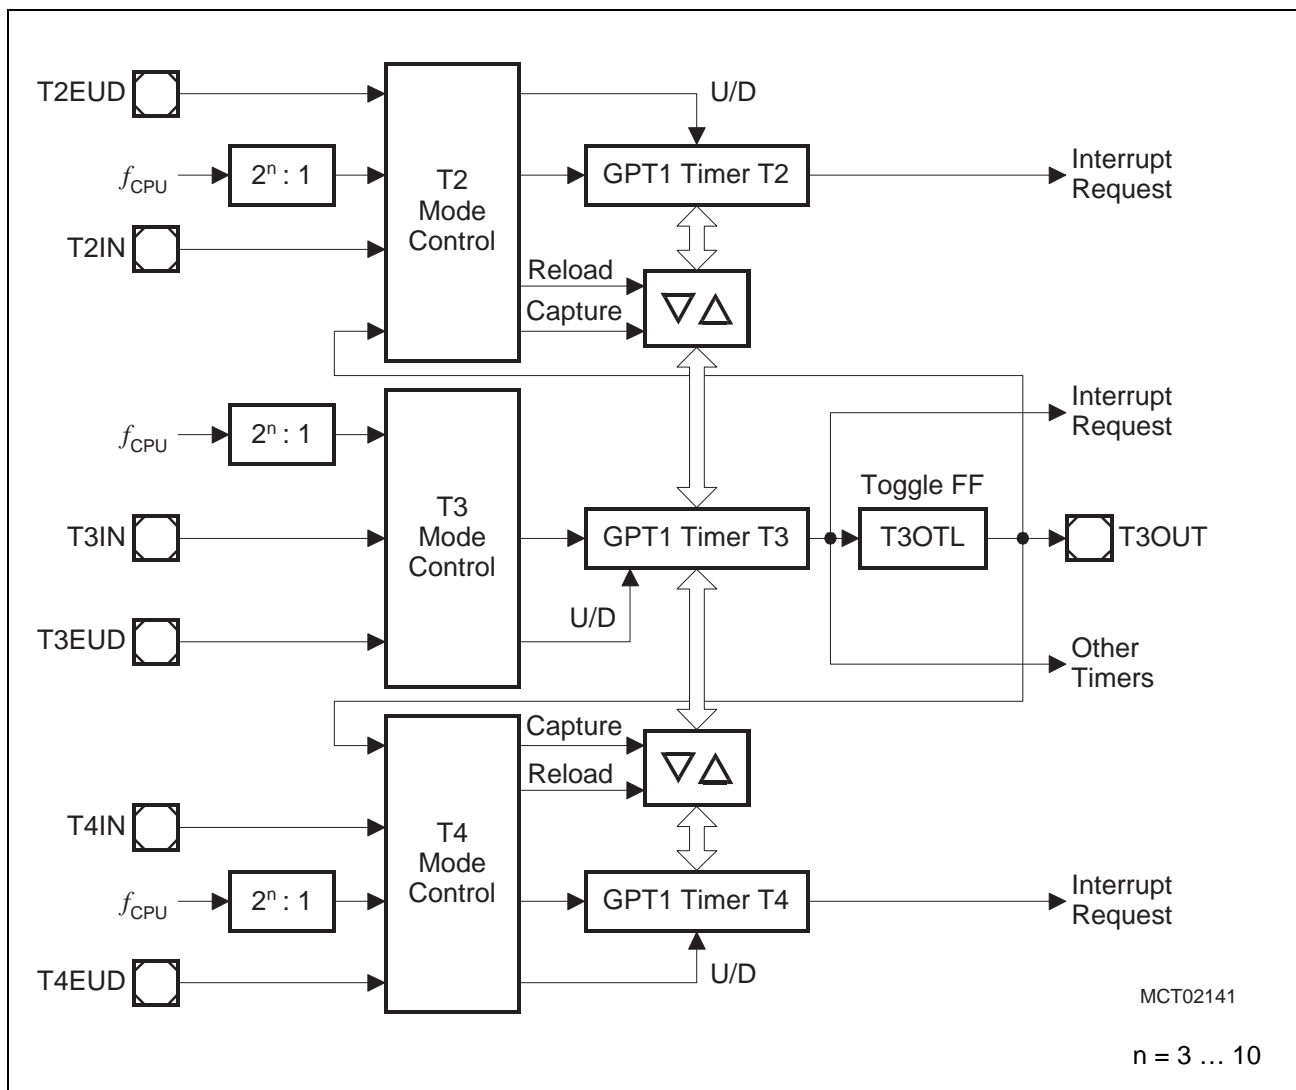 T2EUD
U/D
fCPU
2ⁿ : 1
T2
Mode
Control
GPT1 Timer T2
Interrupt
Request
T2IN
Reload
Capture
fCPU
2ⁿ : 1
Interrupt
Request
T3IN
T3
Mode
Control
GPT1 Timer T3
Toggle FF
T3OTL
T3OUT
T3EUD
U/D
Other
Timers
Capture
Reload
T4IN
T4
Mode
Control
fCPU
2ⁿ : 1
GPT1 Timer T4
Interrupt
Request
T4EUD
U/D
MCT02141
n = 3 … 10